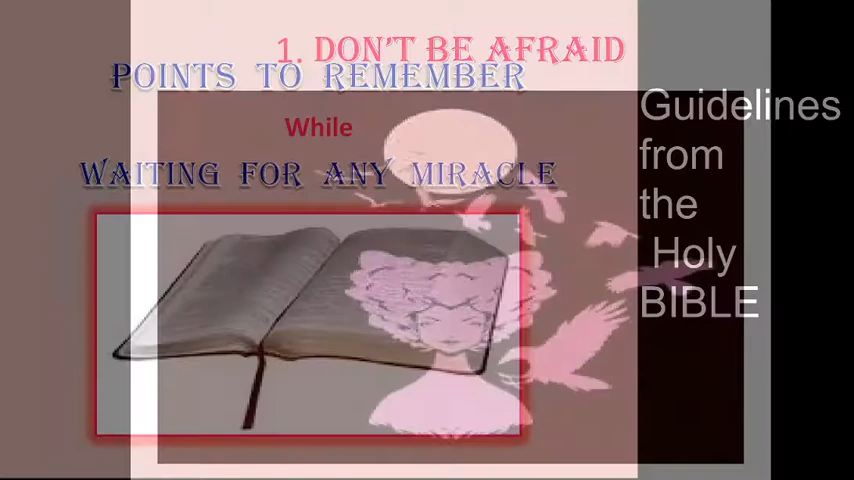 1. DON'T BE AFRAID
POINTS TO REMEMBER
While
WAITING FOR ANY MIRACLE
Guidelines
from
the
Holy
BIBLE